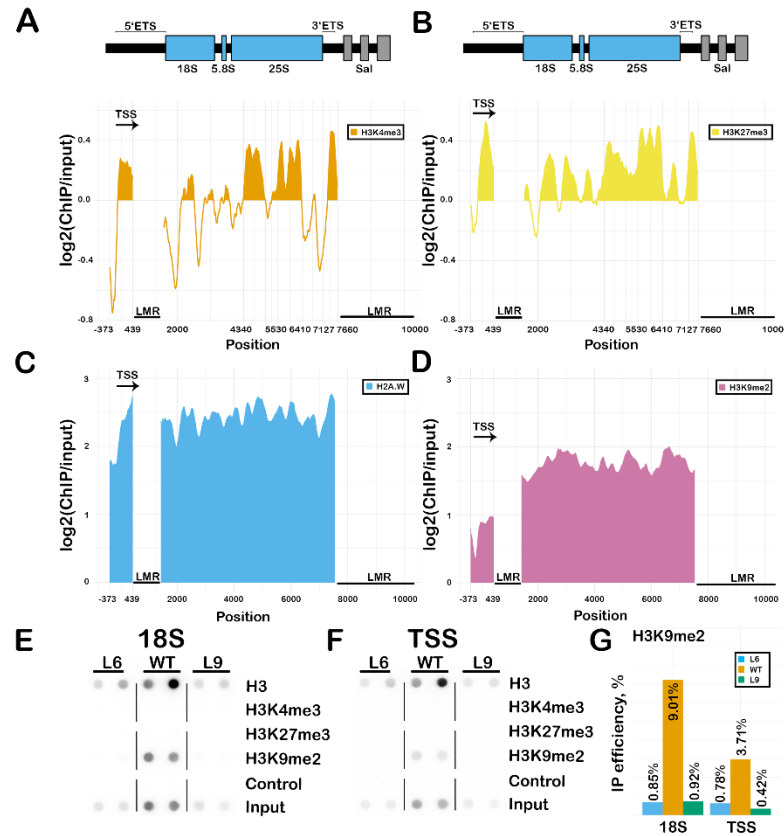 A
5'ETS
3'ETS
18S 5.8S 25S Sal
TSS
H3K4me3
log2(ChIP/input)
0.4
0.0
-0.4
-0.8
LMR
LMR
-373 439 2000 4340 5530 6410 7127 7660 10000
Position
B
5'ETS
3'ETS
18S 5.8S 25S Sal
TSS
H3K27me3
log2(ChIP/input)
0.4
0.0
-0.4
-0.8
LMR
LMR
-373 439 2000 4340 5530 6410 7127 7660 1000
Position
C
3
TSS
H2A.W
log2(ChIP/input)
2
1
0
LMR
LMR
-373 439 2000 4000 6000 8000 10000
Position
D
3
H3K9me2
TSS
log2(ChIP/input)
2
1
0
LMR
LMR
-373 439 2000 4000 6000 8000 10000
Position
E
18S
L6 WT L9
H3
H3K4me3
H3K27me3
H3K9me2
Control
Input
F
TSS
L6 WT L9
H3
H3K4me3
H3K27me3
H3K9me2
Control
Input
G
H3K9me2
L6
WT
L9
IP efficiency, %
0.85%
9.01%
0.92%
0.78%
3.71%
0.42%
18S TSS